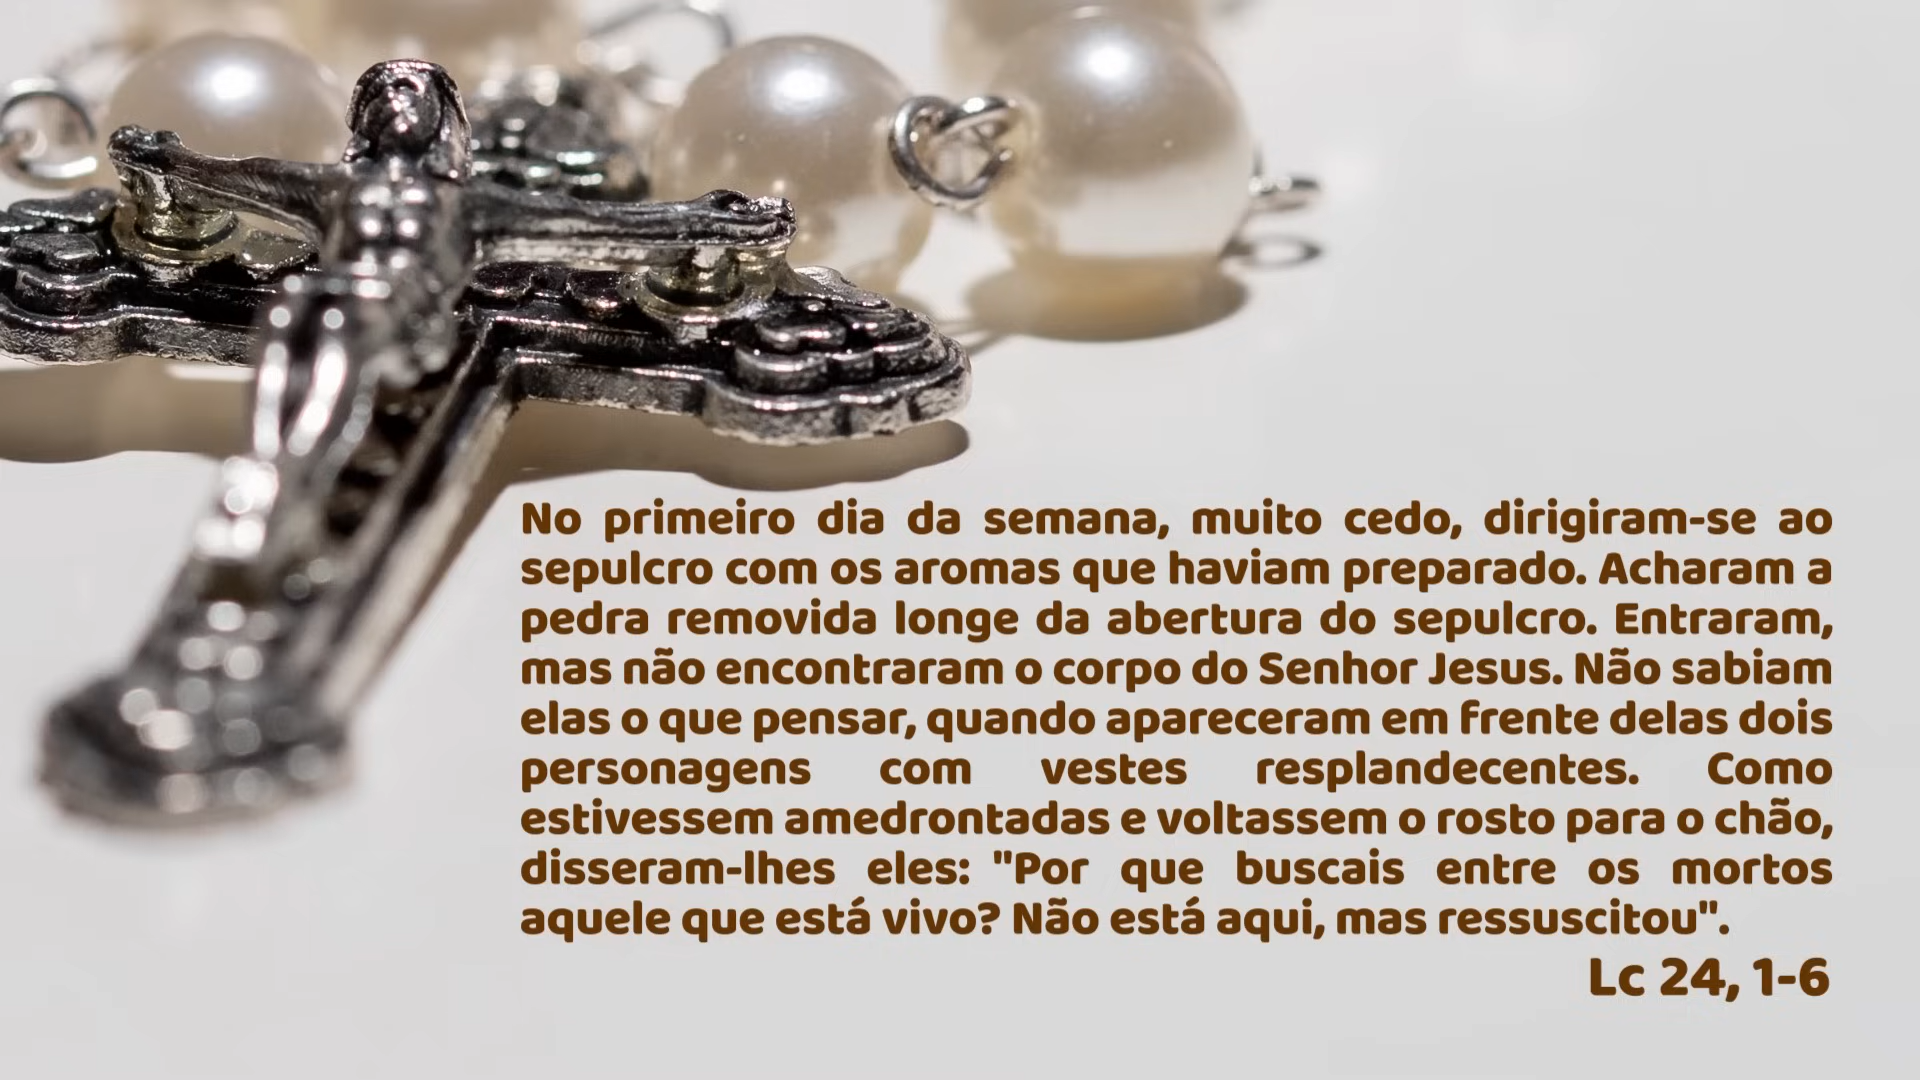 No primeiro dia da semana, muito cedo, dirigiram-se ao
sepulcro com os aromas que haviam preparado. Acharam a
pedra removida longe da abertura do sepulcro. Entraram,
mas não encontraram o corpo do Senhor Jesus. Não sabiam
elas o que pensar, quando apareceram em frente delas dois
personagens com vestes resplandecentes. Como
estivessem amedrontadas e voltassem o rosto para o chão,
disseram-lhes eles: "Por que buscais entre os mortos
aquele que está vivo? Não está aqui, mas ressuscitou".
Lc 24, 1-6